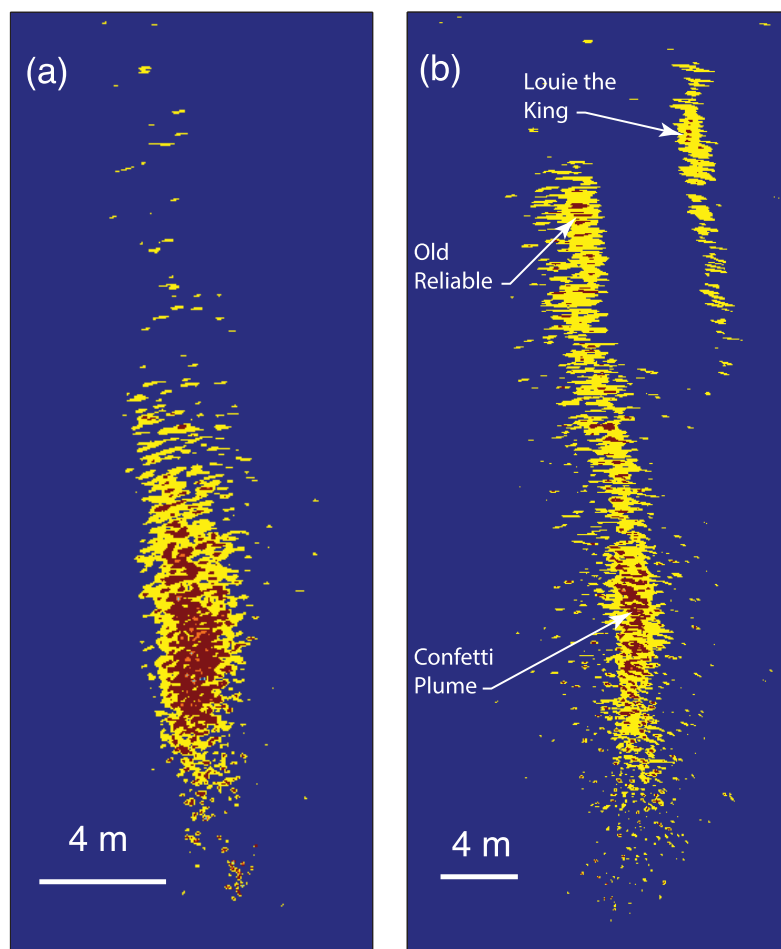 (a)
4 m
(b)
Louie the
King
Old
Reliable
Confetti
Plume
4 m